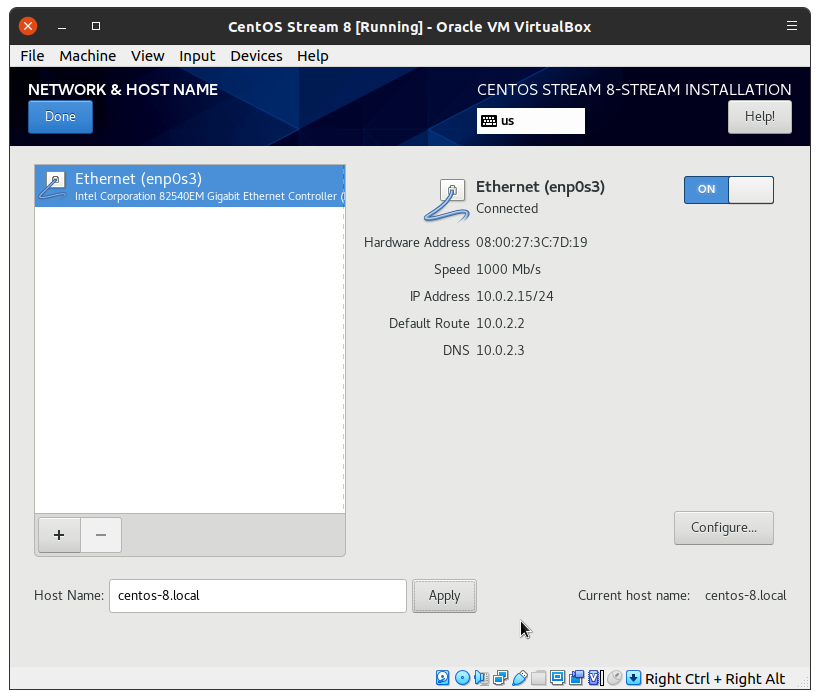 CentOS Stream 8 [Running] - Oracle VM VirtualBox
File Machine View Input Devices Help
NETWORK & HOST NAME
CENTOS STREAM 8-STREAM INSTALLATION
Done
us
Help!
Ethernet (enp0s3)
Intel Corporation 82540EM Gigabit Ethernet Controller (
Ethernet (enp0s3)
Connected
ON
Hardware Address 08:00:27:3C:7D:19
Speed 1000 Mb/s
IP Address 10.0.2.15/24
Default Route 10.0.2.2
DNS 10.0.2.3
+ −
Configure...
Host Name: centos-8.local Apply Current host name: centos-8.local
Right Ctrl + Right Alt